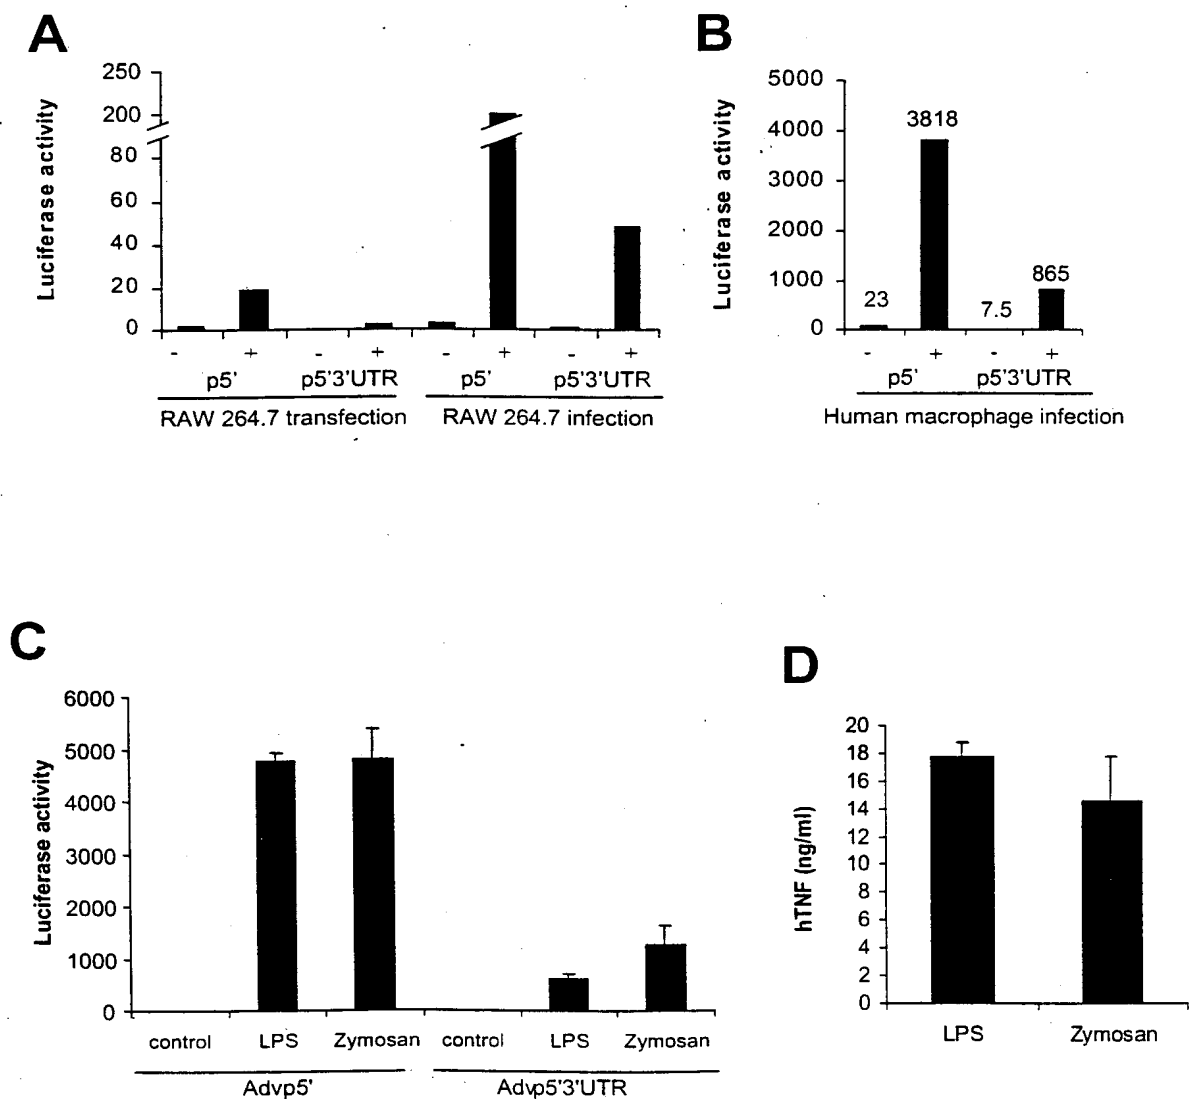 A
Luciferase activity
250
200
80
60
40
20
0
- + - + - + - +
p5' p5'3'UTR p5' p5'3'UTR
RAW 264.7 transfection RAW 264.7 infection
B
Luciferase activity
5000
4000
3000
2000
1000
0
23 3818 7.5 865
- + - +
p5' p5'3'UTR
Human macrophage infection
C
Luciferase activity
6000
5000
4000
3000
2000
1000
0
control LPS Zymosan control LPS Zymosan
Advp5' Advp5'3'UTR
D
hTNF (ng/ml)
20
18
16
14
12
10
8
6
4
2
0
LPS Zymosan